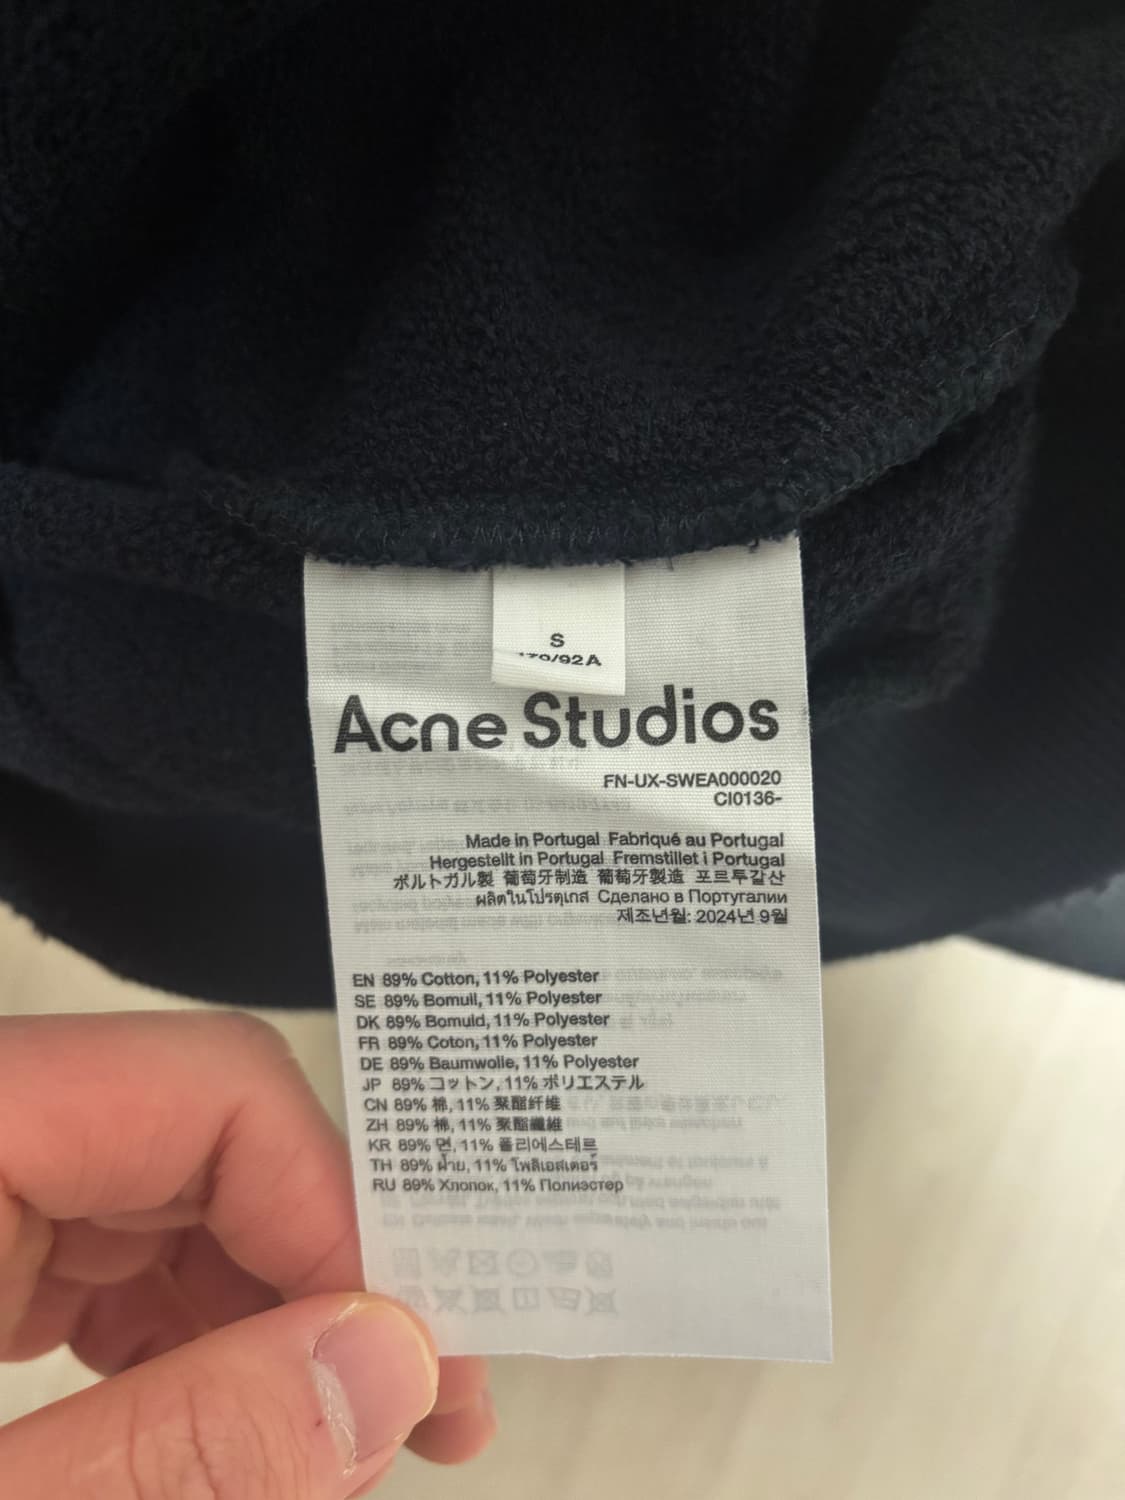 S
170/92A
Acne Studios
FN-UX-SWEA000020
CI0136-
Made in Portugal Fabriqué au Portugal
Hergestellt in Portugal Fremstillet i Portugal
ポルトガル製 葡萄牙制造 葡萄牙製造 포르투갈산
ผลิตในโปรตุเกส Сделано в Португалии
제조년월: 2024년 9월
EN 89% Cotton, 11% Polyester
SE 89% Bomull, 11% Polyester
DK 89% Bomuld, 11% Polyester
FR 89% Coton, 11% Polyester
DE 89% Baumwolle, 11% Polyester
JP 89% コットン, 11% ポリエステル
CN 89% 棉, 11% 聚酯纤维
ZH 89% 棉, 11% 聚酯纖維
KR 89% 면, 11% 폴리에스테르
TH 89% ฝ้าย, 11% โพลิเอสเตอร์
RU 89% Хлопок, 11% Полиэстер